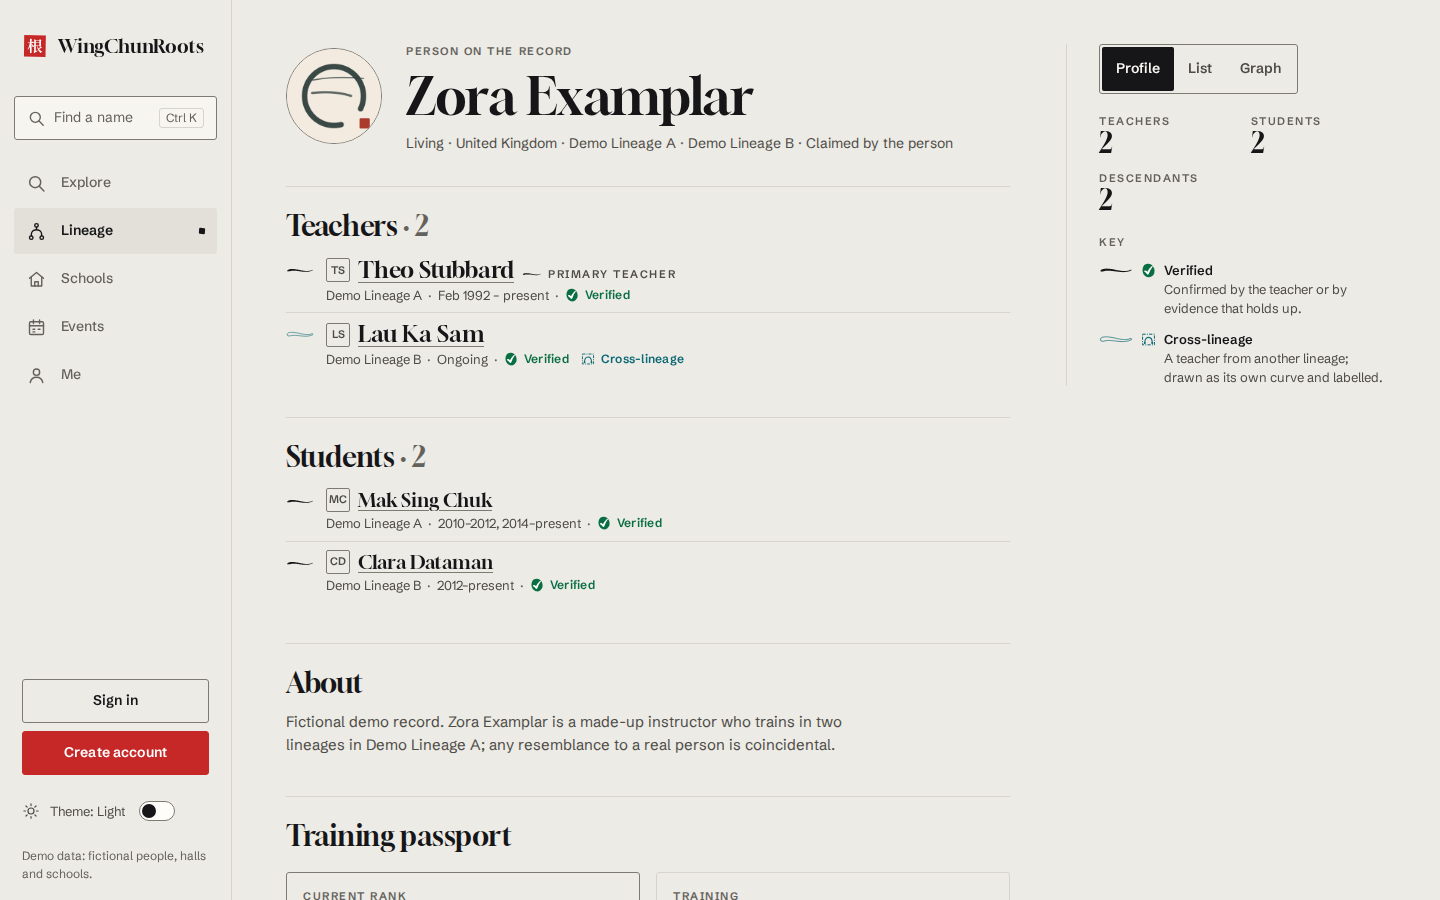 根 WingChunRoots
Find a name Ctrl K
Explore
Lineage
Schools
Events
Me
Sign in
Create account
Theme: Light
Demo data: fictional people, halls
and schools.
PERSON ON THE RECORD
Zora Examplar
Living · United Kingdom · Demo Lineage A · Demo Lineage B · Claimed by the person
Teachers · 2
TS Theo Stubbard PRIMARY TEACHER
Demo Lineage A · Feb 1992 – present · Verified
LS Lau Ka Sam
Demo Lineage B · Ongoing · Verified Cross-lineage
Students · 2
MC Mak Sing Chuk
Demo Lineage A · 2010–2012, 2014–present · Verified
CD Clara Dataman
Demo Lineage B · 2012–present · Verified
About
Fictional demo record. Zora Examplar is a made-up instructor who trains in two
lineages in Demo Lineage A; any resemblance to a real person is coincidental.
Training passport
CURRENT RANK
TRAINING
Profile List Graph
TEACHERS STUDENTS
2 2
DESCENDANTS
2
KEY
Verified
Confirmed by the teacher or by
evidence that holds up.
Cross-lineage
A teacher from another lineage;
drawn as its own curve and labelled.